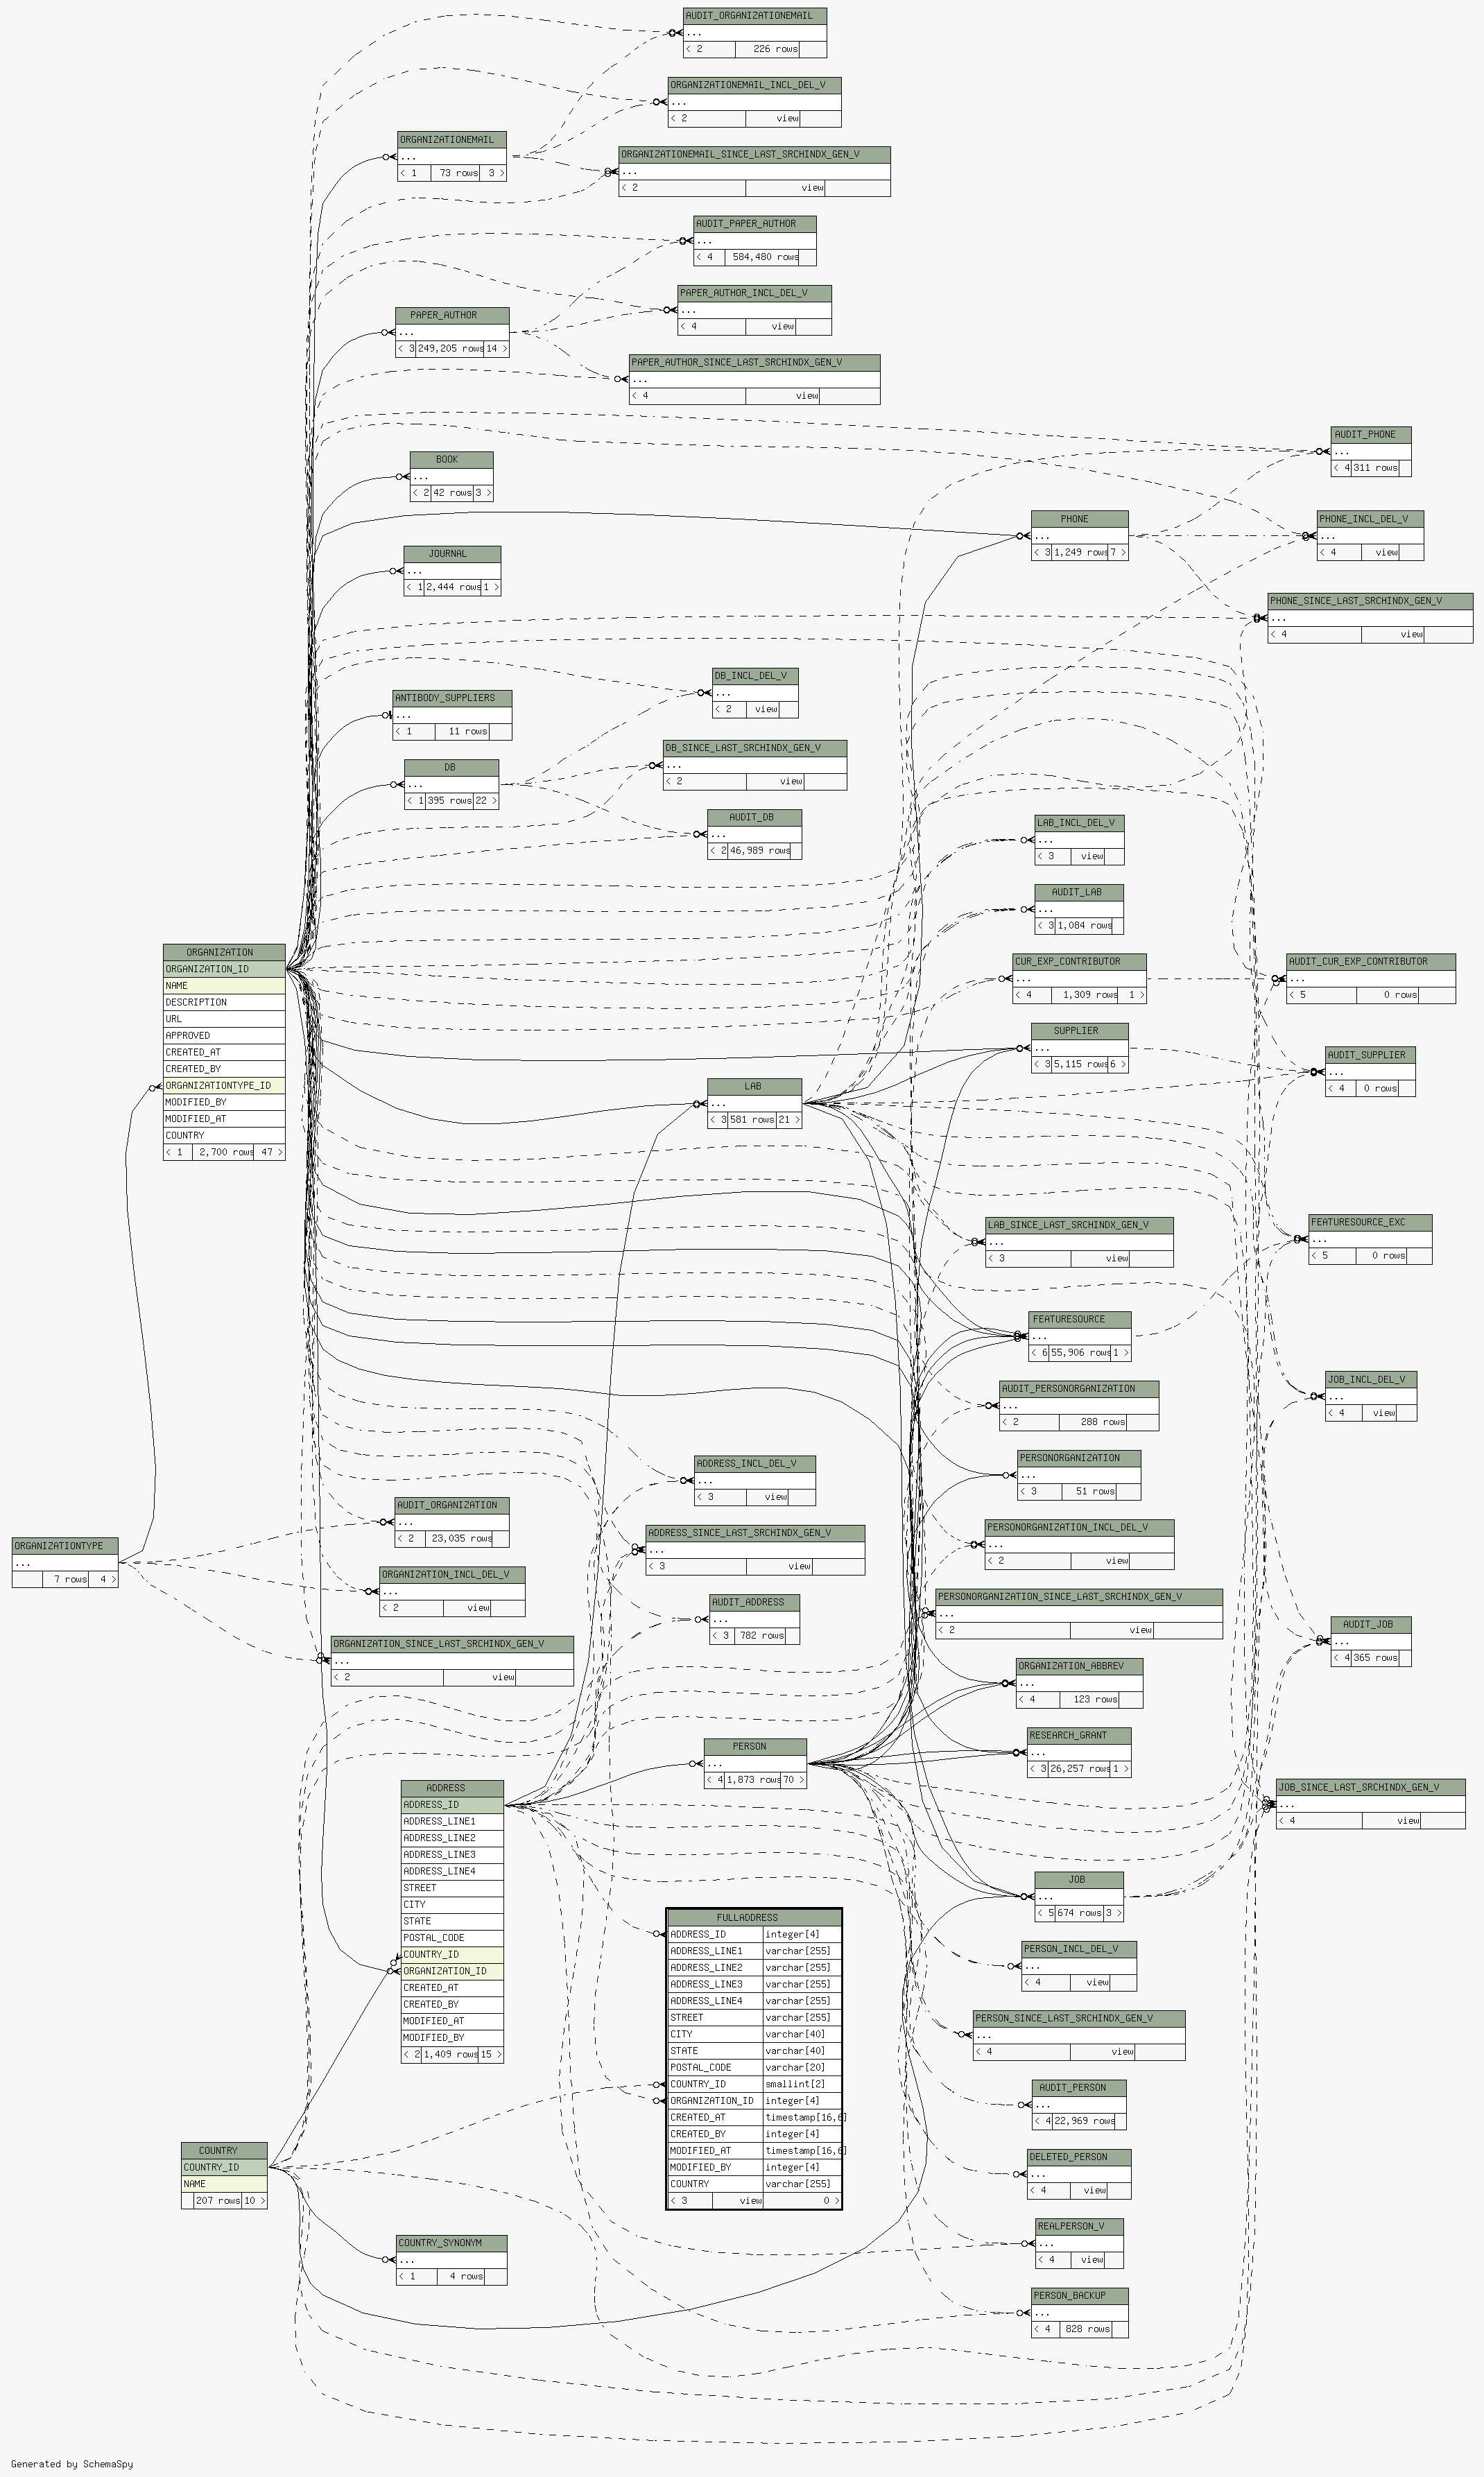 AUDIT_ORGANIZATIONEMAIL
...
< 2 226 rows
ORGANIZATIONEMAIL_INCL_DEL_V
...
< 2 view
ORGANIZATIONEMAIL
...
< 1 73 rows 3 >
ORGANIZATIONEMAIL_SINCE_LAST_SRCHINDX_GEN_V
...
< 2 view
AUDIT_PAPER_AUTHOR
...
< 4 584,480 rows
PAPER_AUTHOR_INCL_DEL_V
...
< 4 view
PAPER_AUTHOR
...
< 3 249,205 rows 14 >
PAPER_AUTHOR_SINCE_LAST_SRCHINDX_GEN_V
...
< 4 view
AUDIT_PHONE
...
< 4 311 rows
BOOK
...
< 2 42 rows 3 >
PHONE
...
< 3 1,249 rows 7 >
PHONE_INCL_DEL_V
...
< 4 view
JOURNAL
...
< 1 2,444 rows 1 >
PHONE_SINCE_LAST_SRCHINDX_GEN_V
...
< 4 view
DB_INCL_DEL_V
...
< 2 view
ANTIBODY_SUPPLIERS
...
< 1 11 rows
DB_SINCE_LAST_SRCHINDX_GEN_V
...
< 2 view
DB
...
< 1 395 rows 22 >
AUDIT_DB
...
< 2 46,989 rows
LAB_INCL_DEL_V
...
< 3 view
AUDIT_LAB
...
< 3 1,084 rows
ORGANIZATION
ORGANIZATION_ID
NAME
DESCRIPTION
URL
APPROVED
CREATED_AT
CREATED_BY
ORGANIZATIONTYPE_ID
MODIFIED_BY
MODIFIED_AT
COUNTRY
< 1 2,700 rows 47 >
CUR_EXP_CONTRIBUTOR
...
< 4 1,309 rows 1 >
AUDIT_CUR_EXP_CONTRIBUTOR
...
< 5 0 rows
SUPPLIER
...
< 3 5,115 rows 6 >
AUDIT_SUPPLIER
...
< 4 0 rows
LAB
...
< 3 581 rows 21 >
LAB_SINCE_LAST_SRCHINDX_GEN_V
...
< 3 view
FEATURESOURCE_EXC
...
< 5 0 rows
FEATURESOURCE
...
< 6 55,906 rows 1 >
AUDIT_PERSONORGANIZATION
...
< 2 288 rows
JOB_INCL_DEL_V
...
< 4 view
PERSONORGANIZATION
...
< 3 51 rows
ADDRESS_INCL_DEL_V
...
< 3 view
AUDIT_ORGANIZATION
...
< 2 23,035 rows
ADDRESS_SINCE_LAST_SRCHINDX_GEN_V
...
< 3 view
PERSONORGANIZATION_INCL_DEL_V
...
< 2 view
ORGANIZATIONTYPE
...
7 rows 4 >
ORGANIZATION_INCL_DEL_V
...
< 2 view
AUDIT_ADDRESS
...
< 3 782 rows
PERSONORGANIZATION_SINCE_LAST_SRCHINDX_GEN_V
...
< 2 view
ORGANIZATION_SINCE_LAST_SRCHINDX_GEN_V
...
< 2 view
AUDIT_JOB
...
< 4 365 rows
ORGANIZATION_ABBREV
...
< 4 123 rows
RESEARCH_GRANT
...
< 3 26,257 rows 1 >
PERSON
...
< 4 1,873 rows 70 >
JOB_SINCE_LAST_SRCHINDX_GEN_V
...
< 4 view
ADDRESS
ADDRESS_ID
ADDRESS_LINE1
ADDRESS_LINE2
ADDRESS_LINE3
ADDRESS_LINE4
STREET
CITY
STATE
POSTAL_CODE
COUNTRY_ID
ORGANIZATION_ID
CREATED_AT
CREATED_BY
MODIFIED_AT
MODIFIED_BY
< 2 1,409 rows 15 >
JOB
...
< 5 674 rows 3 >
FULLADDRESS
ADDRESS_ID integer[4]
ADDRESS_LINE1 varchar[255]
ADDRESS_LINE2 varchar[255]
ADDRESS_LINE3 varchar[255]
ADDRESS_LINE4 varchar[255]
STREET varchar[255]
CITY varchar[40]
STATE varchar[40]
POSTAL_CODE varchar[20]
COUNTRY_ID smallint[2]
ORGANIZATION_ID integer[4]
CREATED_AT timestamp[16,6]
CREATED_BY integer[4]
MODIFIED_AT timestamp[16,6]
MODIFIED_BY integer[4]
COUNTRY varchar[255]
< 3 view 0 >
PERSON_INCL_DEL_V
...
< 4 view
PERSON_SINCE_LAST_SRCHINDX_GEN_V
...
< 4 view
AUDIT_PERSON
...
< 4 22,969 rows
COUNTRY
COUNTRY_ID
NAME
207 rows 10 >
DELETED_PERSON
...
< 4 view
REALPERSON_V
...
< 4 view
COUNTRY_SYNONYM
...
< 1 4 rows
PERSON_BACKUP
...
< 4 828 rows
Generated by SchemaSpy